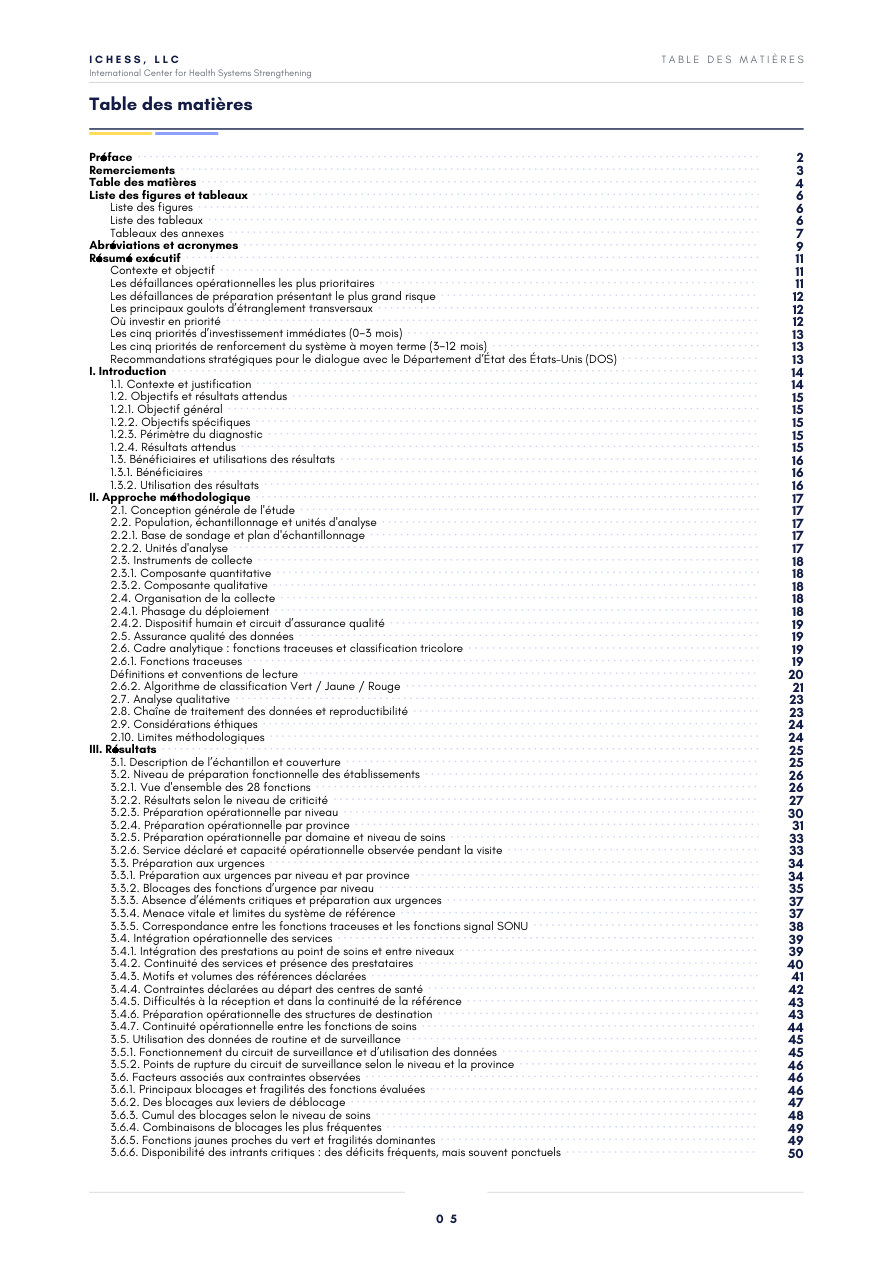 ICHESS, LLC
TABLE DES MATIÈRES
International Center for Health Systems Strengthening
Table des matières
Préface 2
Remerciements 3
Table des matières 4
Liste des figures et tableaux 6
Liste des figures 6
Liste des tableaux 6
Tableaux des annexes 7
Abréviations et acronymes 9
Résumé exécutif 11
Contexte et objectif 11
Les défaillances opérationnelles les plus prioritaires 11
Les défaillances de préparation présentant le plus grand risque 12
Les principaux goulots d’étranglement transversaux 12
Où investir en priorité 12
Les cinq priorités d’investissement immédiates (0–3 mois) 13
Les cinq priorités de renforcement du système à moyen terme (3–12 mois) 13
Recommandations stratégiques pour le dialogue avec le Département d’État des États-Unis (DOS) 13
I. Introduction 14
1.1. Contexte et justification 14
1.2. Objectifs et résultats attendus 15
1.2.1. Objectif général 15
1.2.2. Objectifs spécifiques 15
1.2.3. Périmètre du diagnostic 15
1.2.4. Résultats attendus 15
1.3. Bénéficiaires et utilisations des résultats 16
1.3.1. Bénéficiaires 16
1.3.2. Utilisation des résultats 16
II. Approche méthodologique 17
2.1. Conception générale de l'étude 17
2.2. Population, échantillonnage et unités d'analyse 17
2.2.1. Base de sondage et plan d'échantillonnage 17
2.2.2. Unités d'analyse 17
2.3. Instruments de collecte 18
2.3.1. Composante quantitative 18
2.3.2. Composante qualitative 18
2.4. Organisation de la collecte 18
2.4.1. Phasage du déploiement 18
2.4.2. Dispositif humain et circuit d’assurance qualité 19
2.5. Assurance qualité des données 19
2.6. Cadre analytique : fonctions traceuses et classification tricolore 19
2.6.1. Fonctions traceuses 19
Définitions et conventions de lecture 20
2.6.2. Algorithme de classification Vert / Jaune / Rouge 21
2.7. Analyse qualitative 23
2.8. Chaîne de traitement des données et reproductibilité 23
2.9. Considérations éthiques 24
2.10. Limites méthodologiques 24
III. Résultats 25
3.1. Description de l’échantillon et couverture 25
3.2. Niveau de préparation fonctionnelle des établissements 26
3.2.1. Vue d'ensemble des 28 fonctions 26
3.2.2. Résultats selon le niveau de criticité 27
3.2.3. Préparation opérationnelle par niveau 30
3.2.4. Préparation opérationnelle par province 31
3.2.5. Préparation opérationnelle par domaine et niveau de soins 33
3.2.6. Service déclaré et capacité opérationnelle observée pendant la visite 33
3.3. Préparation aux urgences 34
3.3.1. Préparation aux urgences par niveau et par province 34
3.3.2. Blocages des fonctions d’urgence par niveau 35
3.3.3. Absence d’éléments critiques et préparation aux urgences 37
3.3.4. Menace vitale et limites du système de référence 37
3.3.5. Correspondance entre les fonctions traceuses et les fonctions signal SONU 38
3.4. Intégration opérationnelle des services 39
3.4.1. Intégration des prestations au point de soins et entre niveaux 39
3.4.2. Continuité des services et présence des prestataires 40
3.4.3. Motifs et volumes des références déclarées 41
3.4.4. Contraintes déclarées au départ des centres de santé 42
3.4.5. Difficultés à la réception et dans la continuité de la référence 43
3.4.6. Préparation opérationnelle des structures de destination 43
3.4.7. Continuité opérationnelle entre les fonctions de soins 44
3.5. Utilisation des données de routine et de surveillance 45
3.5.1. Fonctionnement du circuit de surveillance et d’utilisation des données 45
3.5.2. Points de rupture du circuit de surveillance selon le niveau et la province 46
3.6. Facteurs associés aux contraintes observées 46
3.6.1. Principaux blocages et fragilités des fonctions évaluées 46
3.6.2. Des blocages aux leviers de déblocage 47
3.6.3. Cumul des blocages selon le niveau de soins 48
3.6.4. Combinaisons de blocages les plus fréquentes 49
3.6.5. Fonctions jaunes proches du vert et fragilités dominantes 49
3.6.6. Disponibilité des intrants critiques : des déficits fréquents, mais souvent ponctuels 50
05